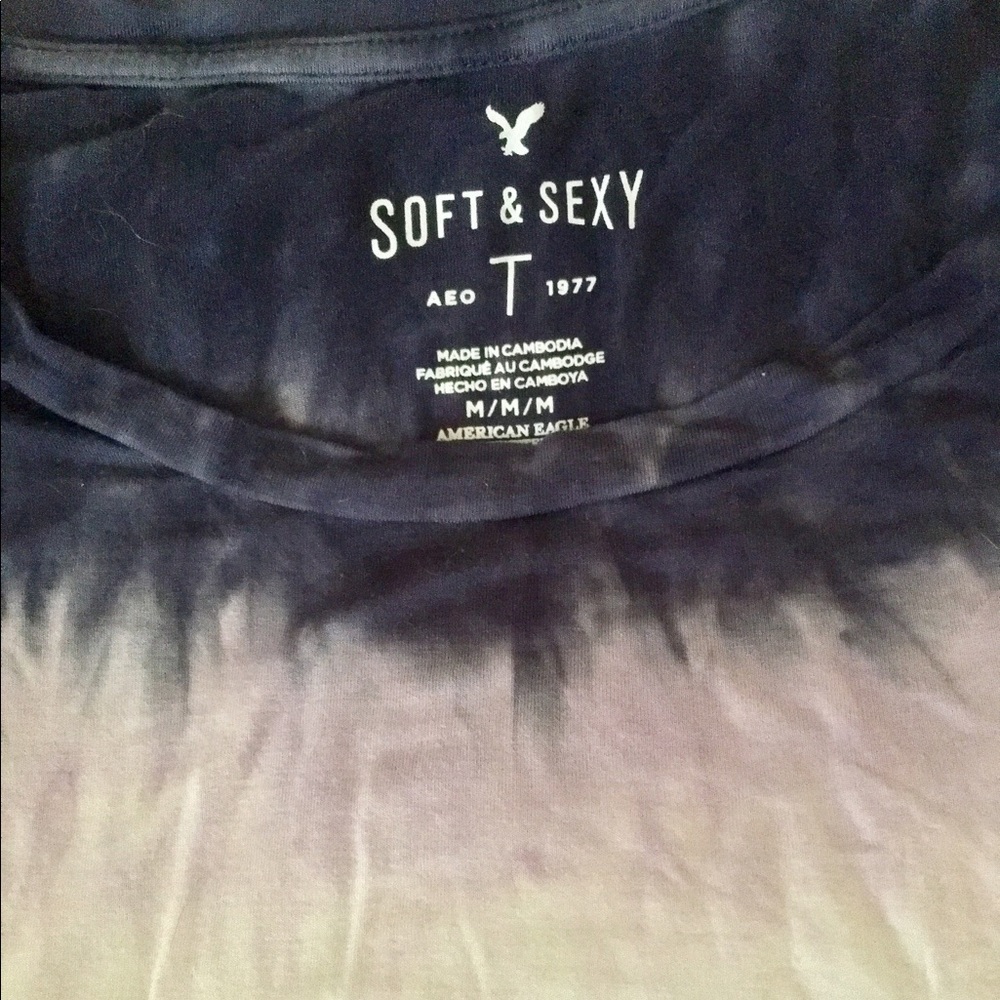 SOFT & SEXY
AEO T 1977
MADE IN CAMBODIA
FABRIQUÉ AU CAMBODGE
HECHO EN CAMBOYA
M/M/M
AMERICAN EAGLE